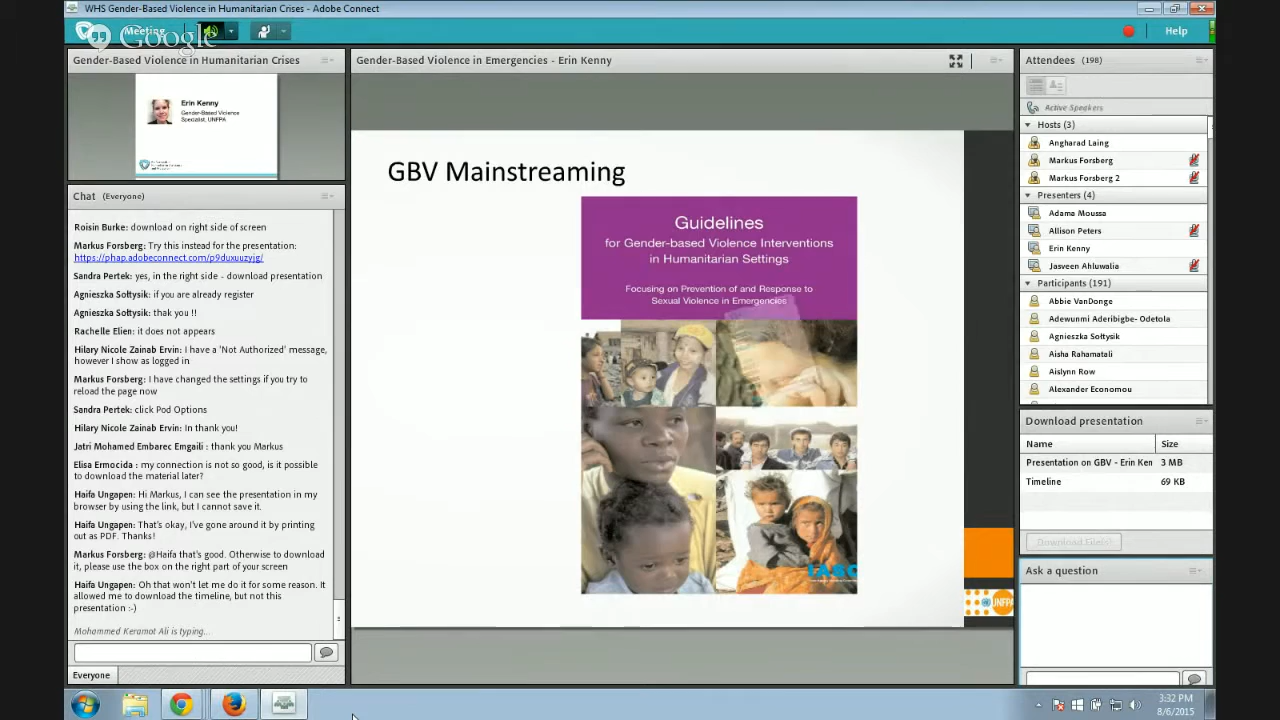 WHS Gender-Based Violence in Humanitarian Crises - Adobe Connect
Meeting
Google
Help
Gender-Based Violence in Humanitarian Crises
Erin Kenny
Gender-Based Violence
Specialist, UNFPA
Chat (Everyone)
Roisin Burke: download on right side of screen
Markus Forsberg: Try this instead for the presentation:
https://phap.adobeconnect.com/p9duxuuzyjg/
Sandra Pertek: yes, in the right side - download presentation
Agnieszka Sołtysik: if you are already register
Agnieszka Sołtysik: thak you !!
Rachelle Elien: it does not appears
Hilary Nicole Zainab Ervin: I have a 'Not Authorized' message,
however I show as logged in
Markus Forsberg: I have changed the settings if you try to
reload the page now
Sandra Pertek: click Pod Options
Hilary Nicole Zainab Ervin: In thank you!
Jatri Mohamed Embarec Emgaili : thank you Markus
Elisa Ermocida : my connection is not so good, is it possible
to download the material later?
Haifa Ungapen: Hi Markus, I can see the presentation in my
browser by using the link, but I cannot save it.
Haifa Ungapen: That's okay, I've gone around it by printing
out as PDF. Thanks!
Markus Forsberg: @Haifa that's good. Otherwise to download
it, please use the box on the right part of your screen
Haifa Ungapen: Oh that won't let me do it for some reason. It
allowed me to download the timeline, but not this
presentation :-)
Mohammed Keramot Ali is typing...
Everyone
Gender-Based Violence in Emergencies - Erin Kenny
GBV Mainstreaming
Guidelines
for Gender-based Violence Interventions
in Humanitarian Settings
Focusing on Prevention of and Response to
Sexual Violence in Emergencies
IASC
UNFPA
Attendees (198)
Active Speakers
Hosts (3)
Angharad Laing
Markus Forsberg
Markus Forsberg 2
Presenters (4)
Adama Moussa
Allison Peters
Erin Kenny
Jasveen Ahluwalia
Participants (191)
Abbie VanDonge
Adewunmi Aderibigbe- Odetola
Agnieszka Sołtysik
Aisha Rahamatali
Aislynn Row
Alexander Economou
Download presentation
Name Size
Presentation on GBV - Erin Ken 3 MB
Timeline 69 KB
Download File(s)
Ask a question
3:32 PM
8/6/2015